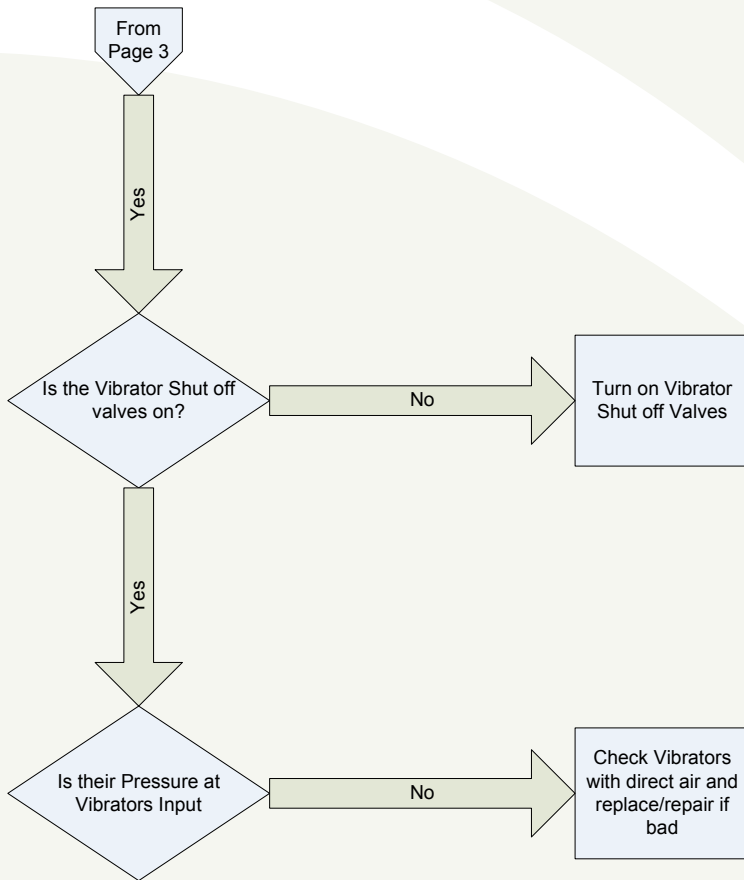 From
Page 3
Yes
Is the Vibrator Shut off
valves on?
No
Turn on Vibrator
Shut off Valves
Yes
Is their Pressure at
Vibrators Input
No
Check Vibrators
with direct air and
replace/repair if
bad